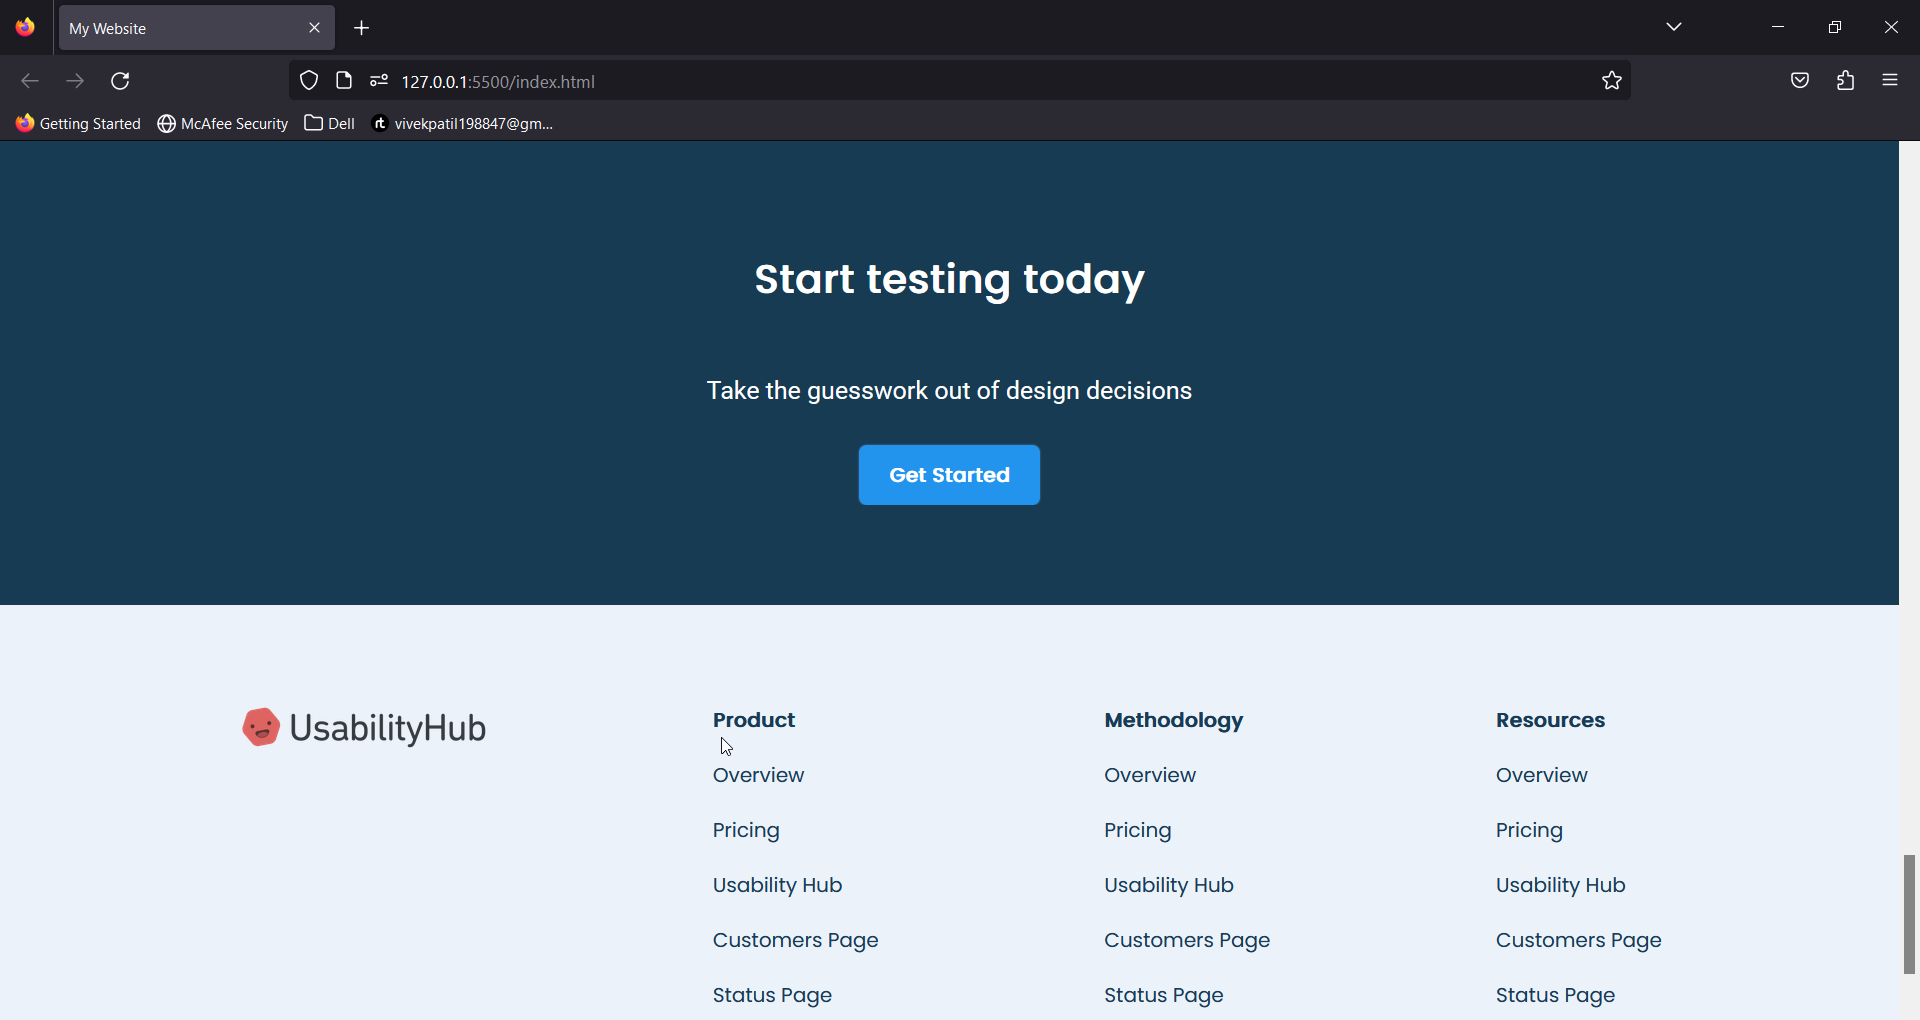 My Website
127.0.0.1:5500/index.html
Getting Started McAfee Security Dell rt vivekpatil198847@gm...
Start testing today
Take the guesswork out of design decisions
Get Started
UsabilityHub
Product
Overview
Pricing
Usability Hub
Customers Page
Status Page
Methodology
Overview
Pricing
Usability Hub
Customers Page
Status Page
Resources
Overview
Pricing
Usability Hub
Customers Page
Status Page